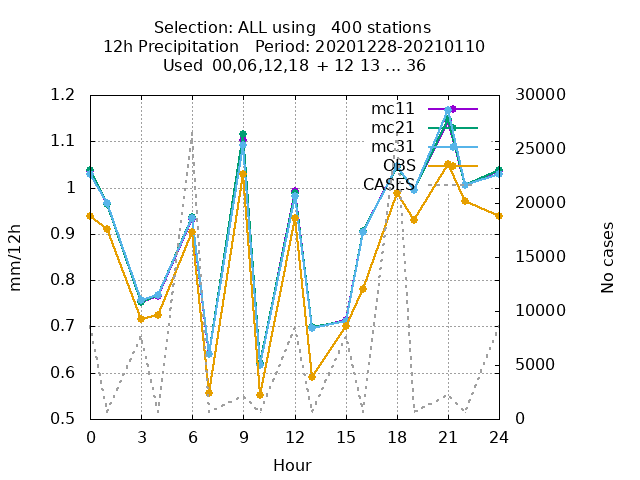 Selection: ALL using   400 stations
12h Precipitation   Period: 20201228-20210110
Used  00,06,12,18  + 12 13 ... 36
1.2
1.1
1
0.9
0.8
0.7
0.6
0.5
30000
25000
20000
15000
10000
5000
0
mc11
mc21
mc31
OBS
CASES
mm/12h
No cases
0 3 6 9 12 15 18 21 24
Hour